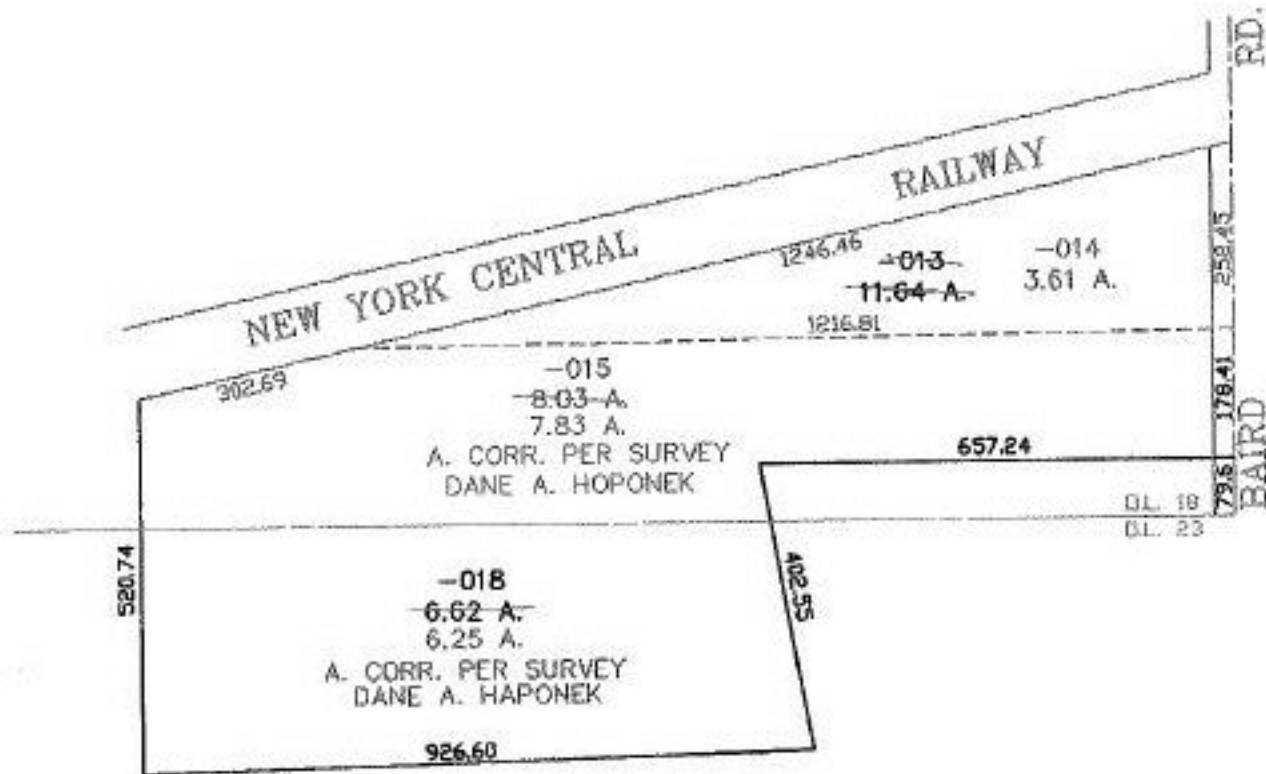 RD.
NEW YORK CENTRAL
RAILWAY
1246.46
-013
11.64 A.
-014
3.61 A.
252.45
1216.81
302.69
-015
8.03 A.
7.83 A.
A. CORR. PER SURVEY
DANE A. HOPONEK
178.41
657.24
BAIRD
79.6
O.L. 18
O.L. 23
520.74
402.55
-018
6.62 A.
6.25 A.
A. CORR. PER SURVEY
DANE A. HAPONEK
926.60